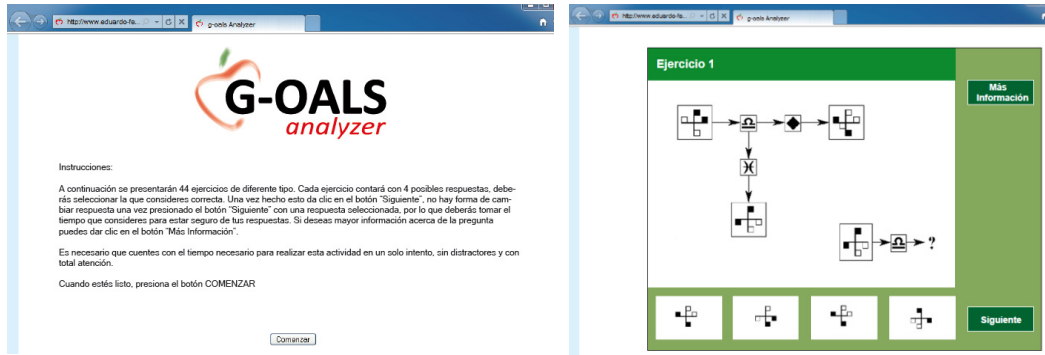 http://www.eduardo-fa...
g-oals Analyzer
G-OALS
analyzer
Instrucciones:
A continuación se presentarán 44 ejercicios de diferente tipo. Cada ejercicio contará con 4 posibles respuestas, debe-
rás seleccionar la que consideres correcta. Una vez hecho esto da clic en el botón "Siguiente", no hay forma de cam-
biar respuesta una vez presionado el botón "Siguiente" con una respuesta seleccionada, por lo que deberás tomar el
tiempo que consideres para estar seguro de tus respuestas. Si deseas mayor información acerca de la pregunta
puedes dar clic en el botón "Más Información".
Es necesario que cuentes con el tiempo necesario para realizar esta actividad en un solo intento, sin distractores y con
total atención.
Cuando estés listo, presiona el botón COMENZAR
Comenzar
http://www.eduardo-fa...
g-oals Analyzer
Ejercicio 1
Más
Información
?
Siguiente